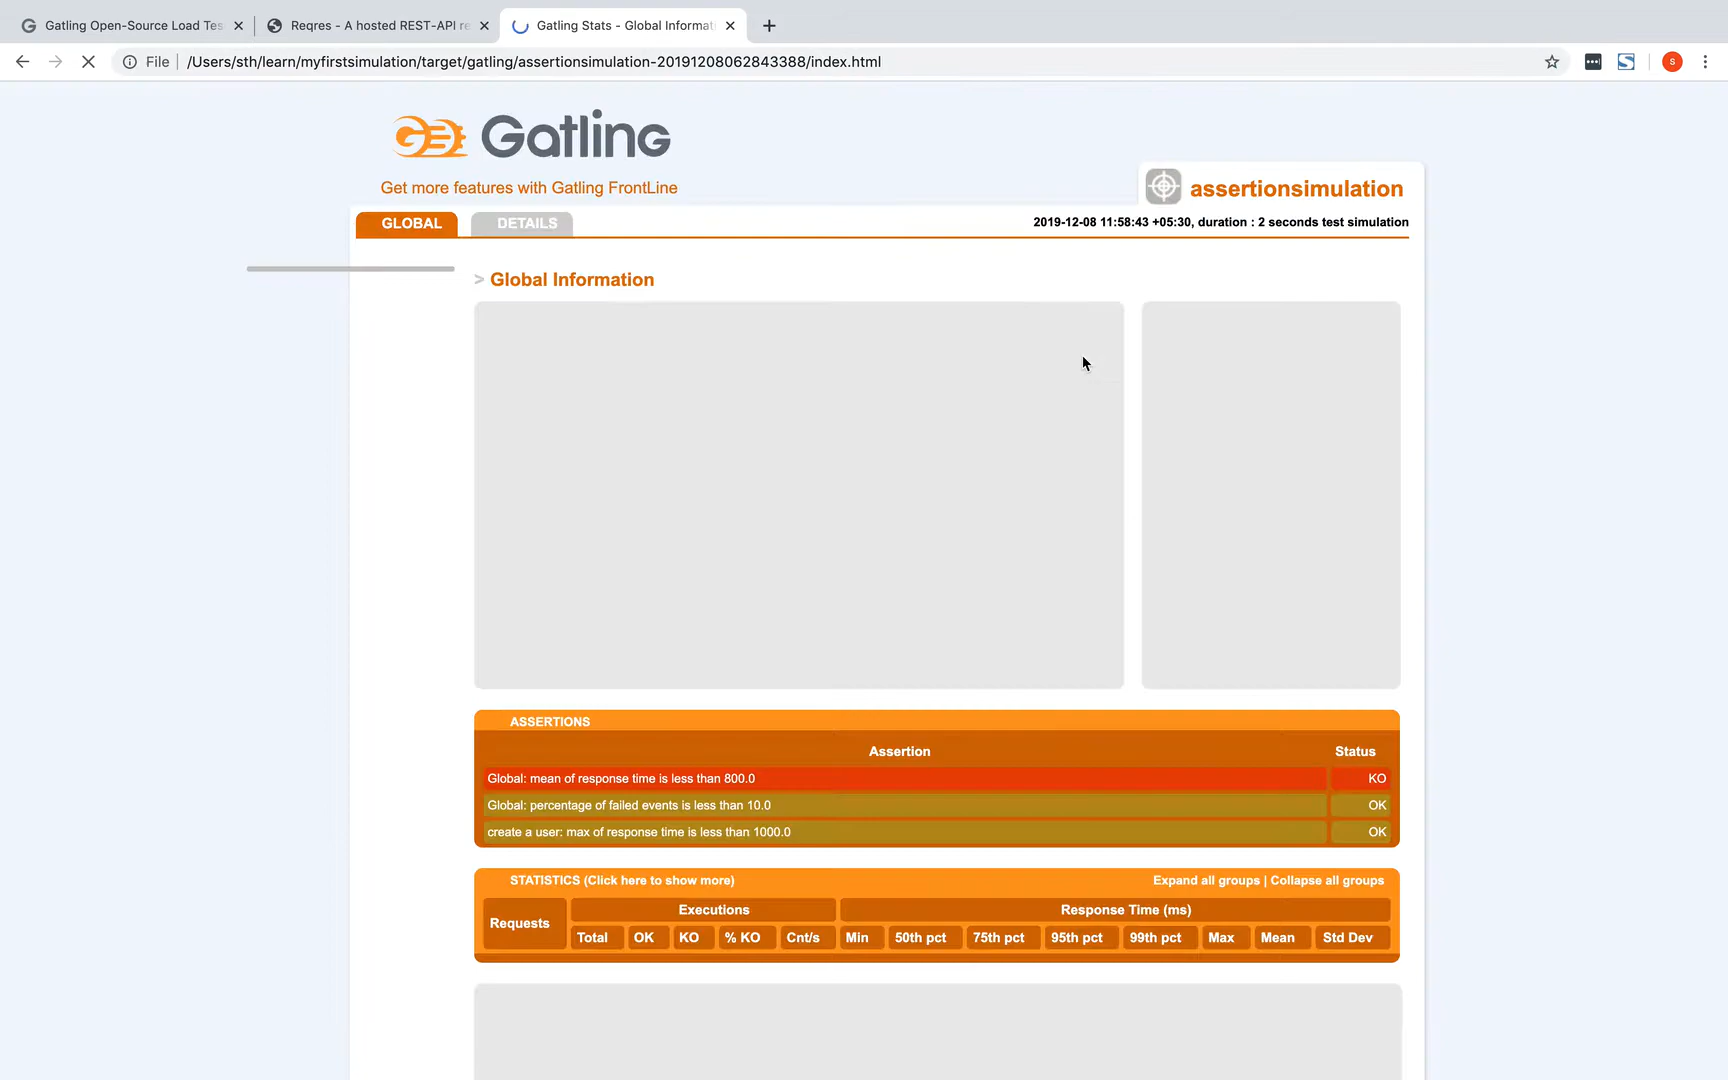 Gatling Open-Source Load Tes
Reqres - A hosted REST-API re
Gatling Stats - Global Informat
File
/Users/sth/learn/myfirstsimulation/target/gatling/assertionsimulation-20191208062843388/index.html
S
Gatling
Get more features with Gatling FrontLine
assertionsimulation
GLOBAL
DETAILS
2019-12-08 11:58:43 +05:30, duration : 2 seconds test simulation
> Global Information
ASSERTIONS
Assertion Status
Global: mean of response time is less than 800.0 KO
Global: percentage of failed events is less than 10.0 OK
create a user: max of response time is less than 1000.0 OK
STATISTICS (Click here to show more) Expand all groups | Collapse all groups
Requests Executions Response Time (ms)
Total OK KO % KO Cnt/s Min 50th pct 75th pct 95th pct 99th pct Max Mean Std Dev